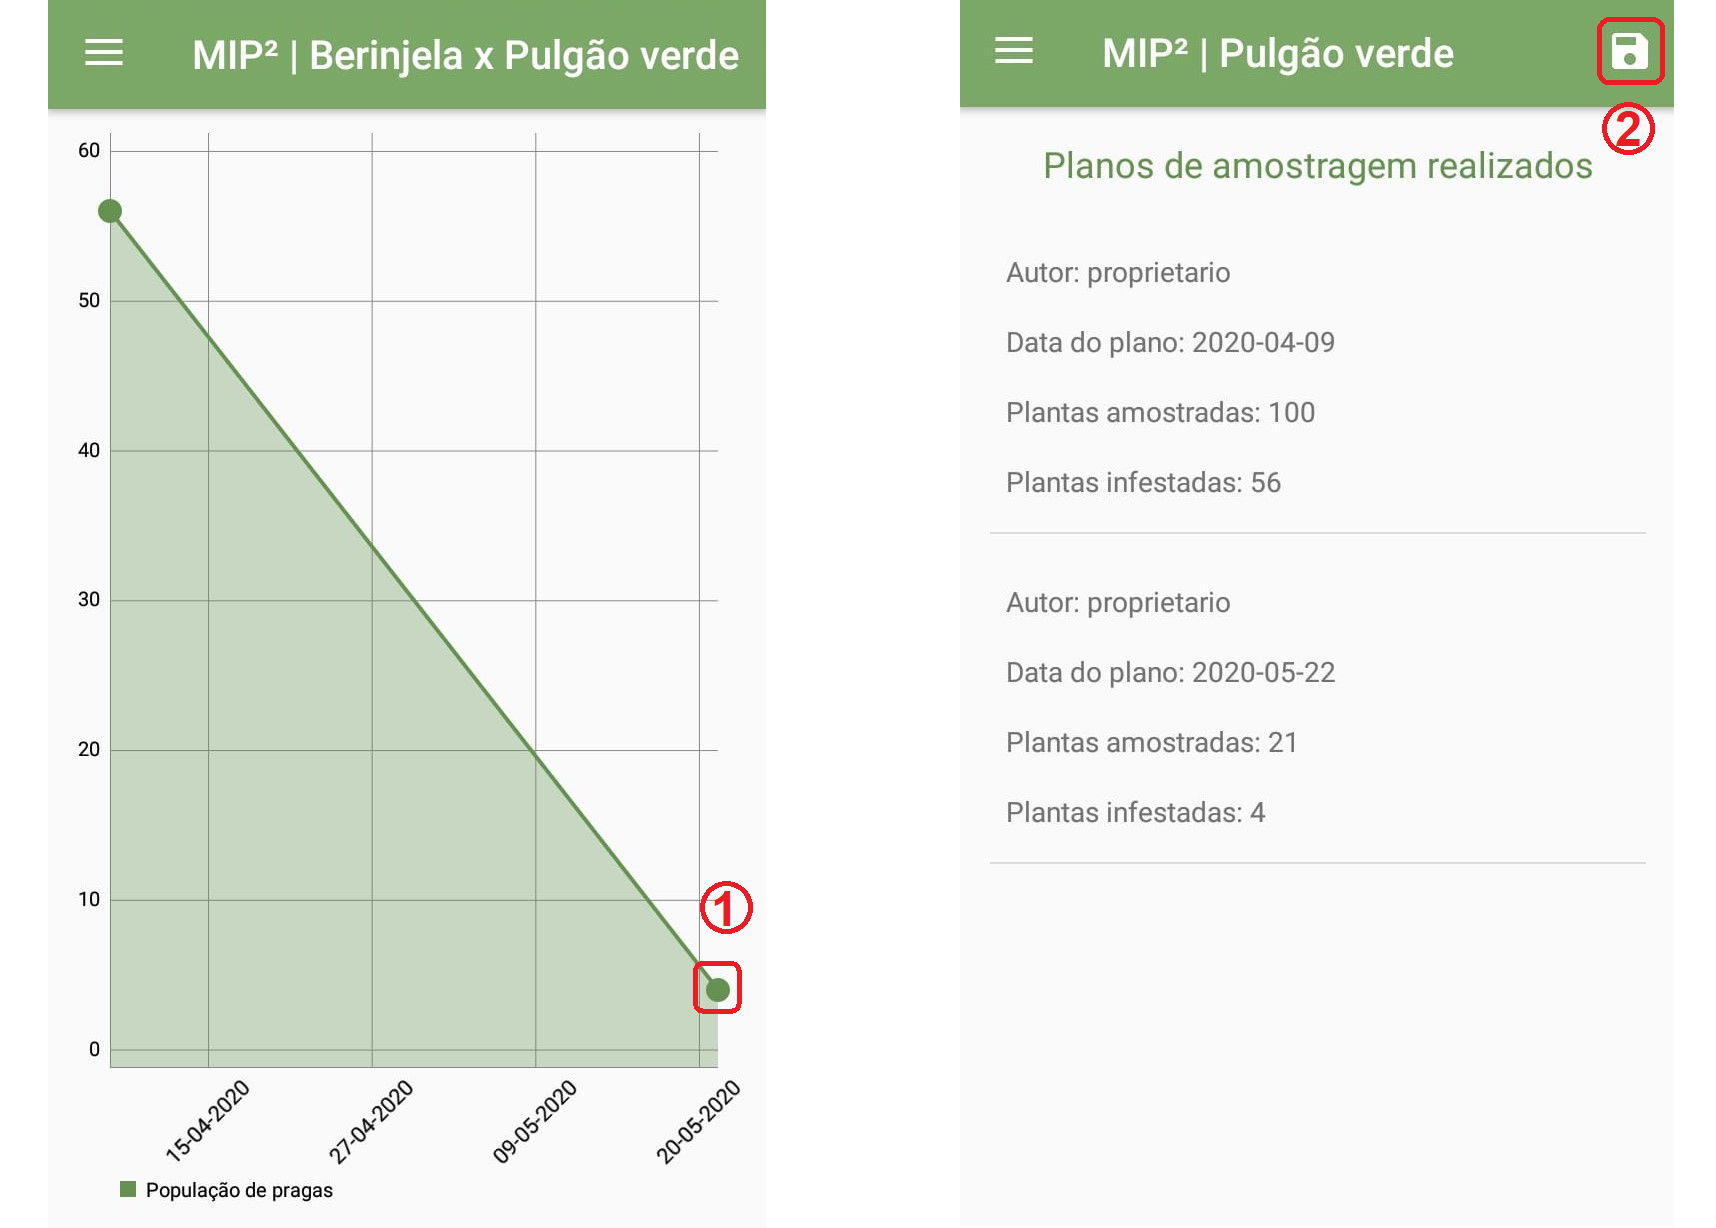 MIP² | Berinjela x Pulgão verde
60
50
40
30
20
10
0
1
15-04-2020
27-04-2020
09-05-2020
20-05-2020
População de pragas
MIP² | Pulgão verde
2
Planos de amostragem realizados
Autor: proprietario
Data do plano: 2020-04-09
Plantas amostradas: 100
Plantas infestadas: 56
Autor: proprietario
Data do plano: 2020-05-22
Plantas amostradas: 21
Plantas infestadas: 4